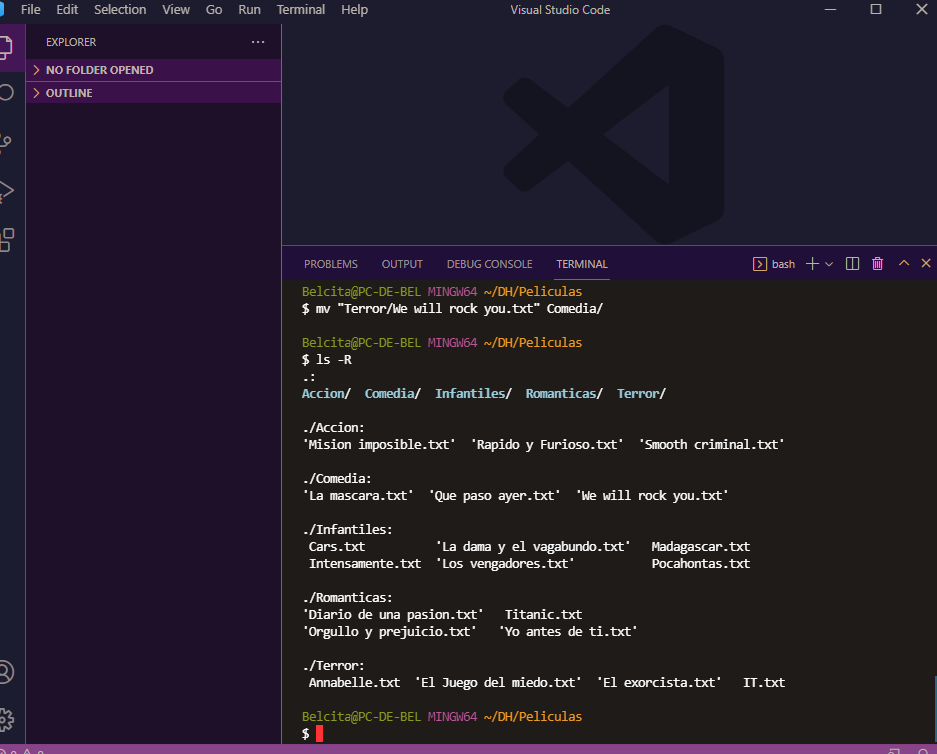 File Edit Selection View Go Run Terminal Help Visual Studio Code
EXPLORER
NO FOLDER OPENED
OUTLINE
PROBLEMS OUTPUT DEBUG CONSOLE TERMINAL bash
Belcita@PC-DE-BEL MINGW64 ~/DH/Peliculas
$ mv "Terror/We will rock you.txt" Comedia/
Belcita@PC-DE-BEL MINGW64 ~/DH/Peliculas
$ ls -R
.:
Accion/ Comedia/ Infantiles/ Romanticas/ Terror/
./Accion:
'Mision imposible.txt' 'Rapido y Furioso.txt' 'Smooth criminal.txt'
./Comedia:
'La mascara.txt' 'Que paso ayer.txt' 'We will rock you.txt'
./Infantiles:
Cars.txt 'La dama y el vagabundo.txt' Madagascar.txt
Intensamente.txt 'Los vengadores.txt' Pocahontas.txt
./Romanticas:
'Diario de una pasion.txt' Titanic.txt
'Orgullo y prejuicio.txt' 'Yo antes de ti.txt'
./Terror:
Annabelle.txt 'El Juego del miedo.txt' 'El exorcista.txt' IT.txt
Belcita@PC-DE-BEL MINGW64 ~/DH/Peliculas
$